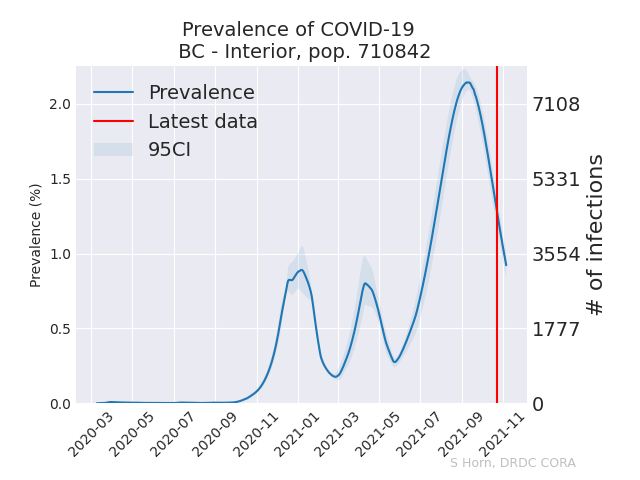 Prevalence of COVID-19
BC - Interior, pop. 710842
Prevalence
Latest data
95CI
Prevalence (%)
2.0
1.5
1.0
0.5
0.0
7108
5331
3554
1777
0
# of infections
2020-03
2020-05
2020-07
2020-09
2020-11
2021-01
2021-03
2021-05
2021-07
2021-09
2021-11
S Horn, DRDC CORA